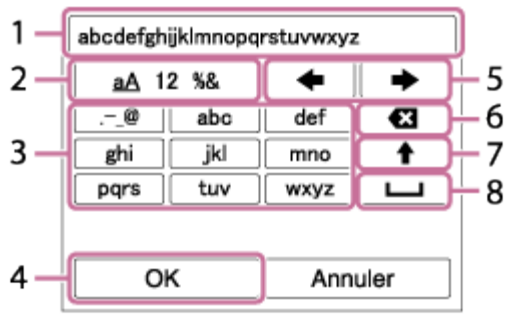 1 abcdefghijklmnopqrstuvwxyz
2 aA 12 %& 5
.-_@ abc def 6
3 ghi jkl mno 7
pqrs tuv wxyz 8
4 OK Annuler